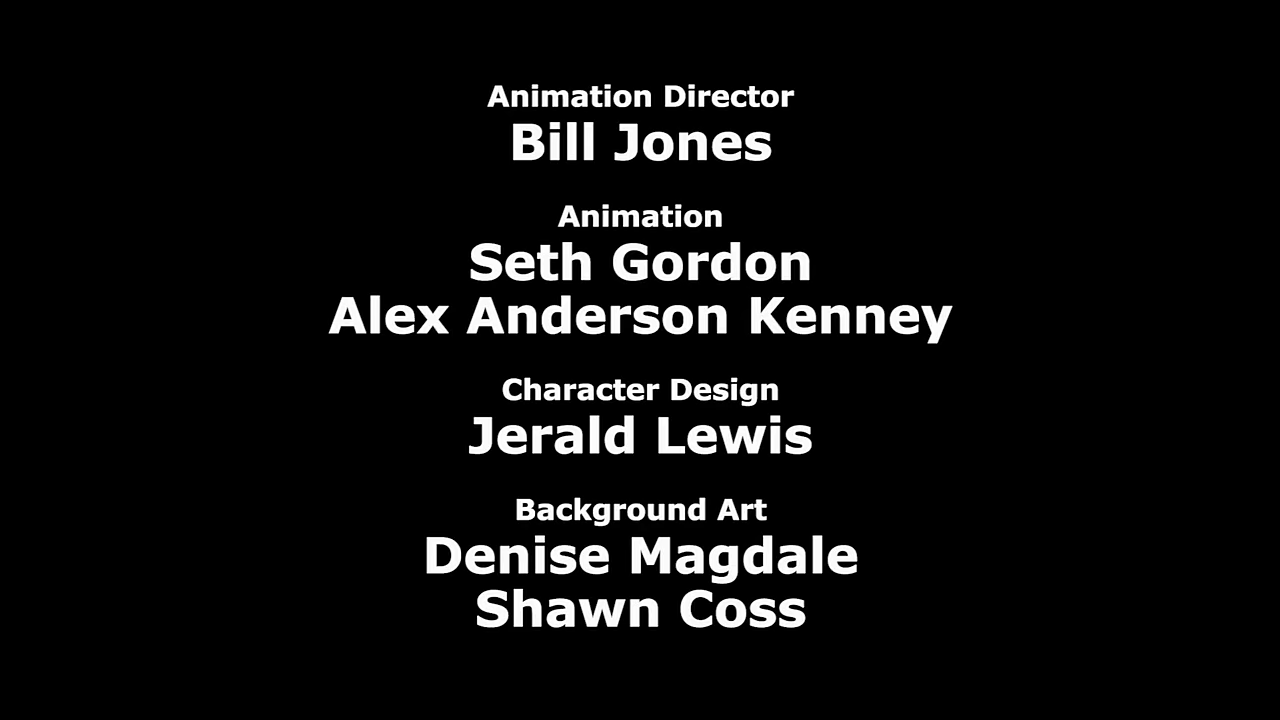 Animation Director
Bill Jones
Animation
Seth Gordon
Alex Anderson Kenney
Character Design
Jerald Lewis
Background Art
Denise Magdale
Shawn Coss